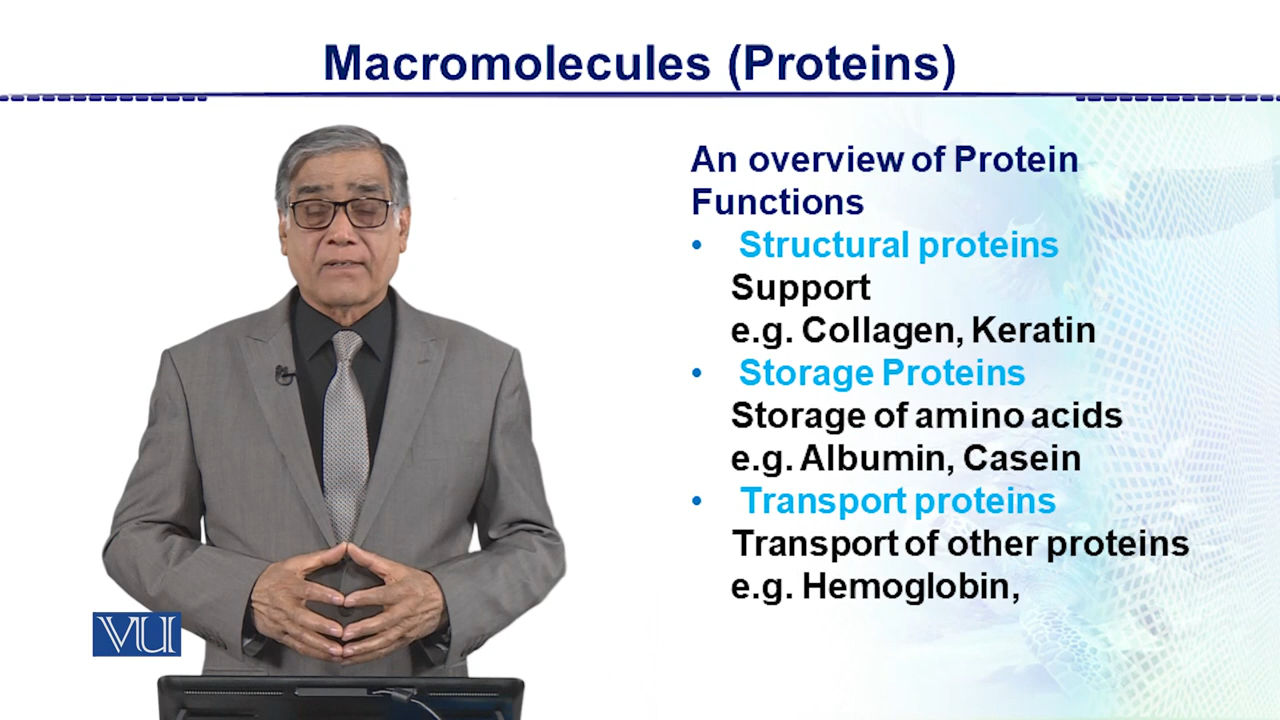 Macromolecules (Proteins)
An overview of Protein
Functions
• Structural proteins
Support
e.g. Collagen, Keratin
• Storage Proteins
Storage of amino acids
e.g. Albumin, Casein
• Transport proteins
Transport of other proteins
e.g. Hemoglobin,
VU